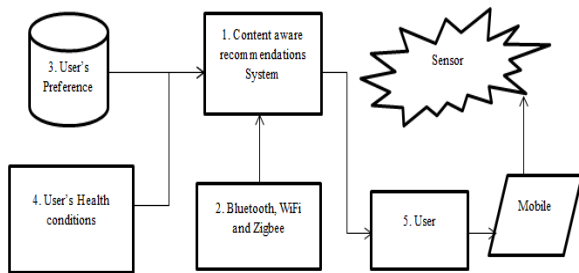 1. Content aware
recommendations
System
Sensor
3. User's
Preference
4. User's Health
conditions
2. Bluetooth, WiFi
and Zigbee
5. User
Mobile